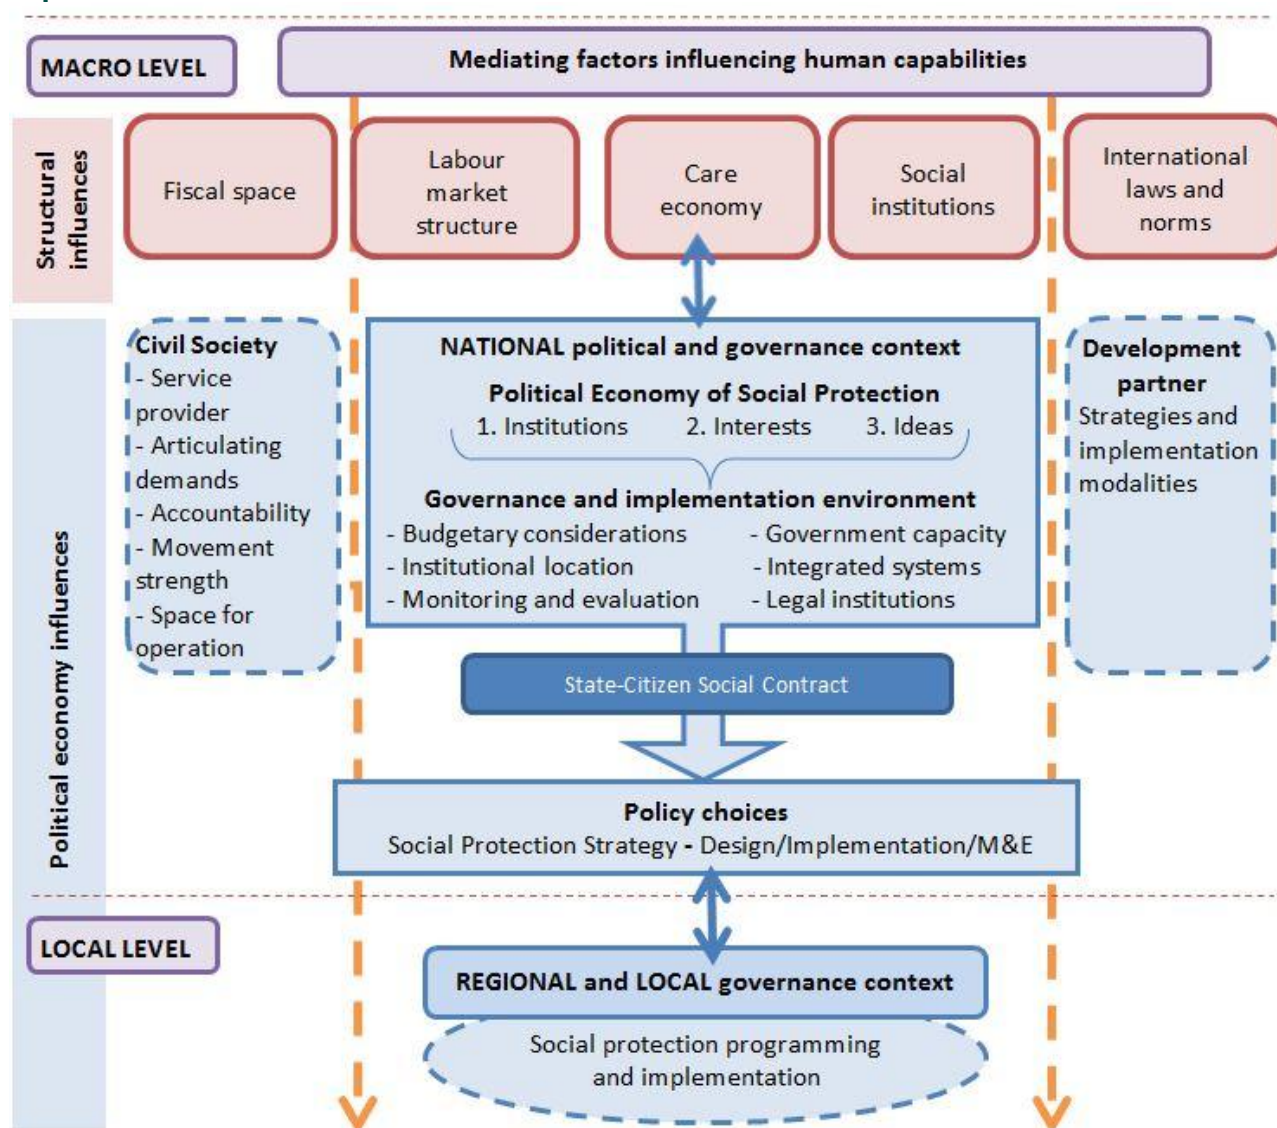 MACRO LEVEL
Mediating factors influencing human capabilities
Structural
influences
Fiscal space
Labour
market
structure
Care
economy
Social
institutions
International
laws and
norms
Political economy influences
Civil Society
- Service
provider
- Articulating
demands
- Accountability
- Movement
strength
- Space for
operation
NATIONAL political and governance context
Political Economy of Social Protection
1. Institutions 2. Interests 3. Ideas
Governance and implementation environment
- Budgetary considerations - Government capacity
- Institutional location - Integrated systems
- Monitoring and evaluation - Legal institutions
Development
partner
Strategies and
implementation
modalities
State-Citizen Social Contract
Policy choices
Social Protection Strategy - Design/Implementation/M&E
LOCAL LEVEL
REGIONAL and LOCAL governance context
Social protection programming
and implementation